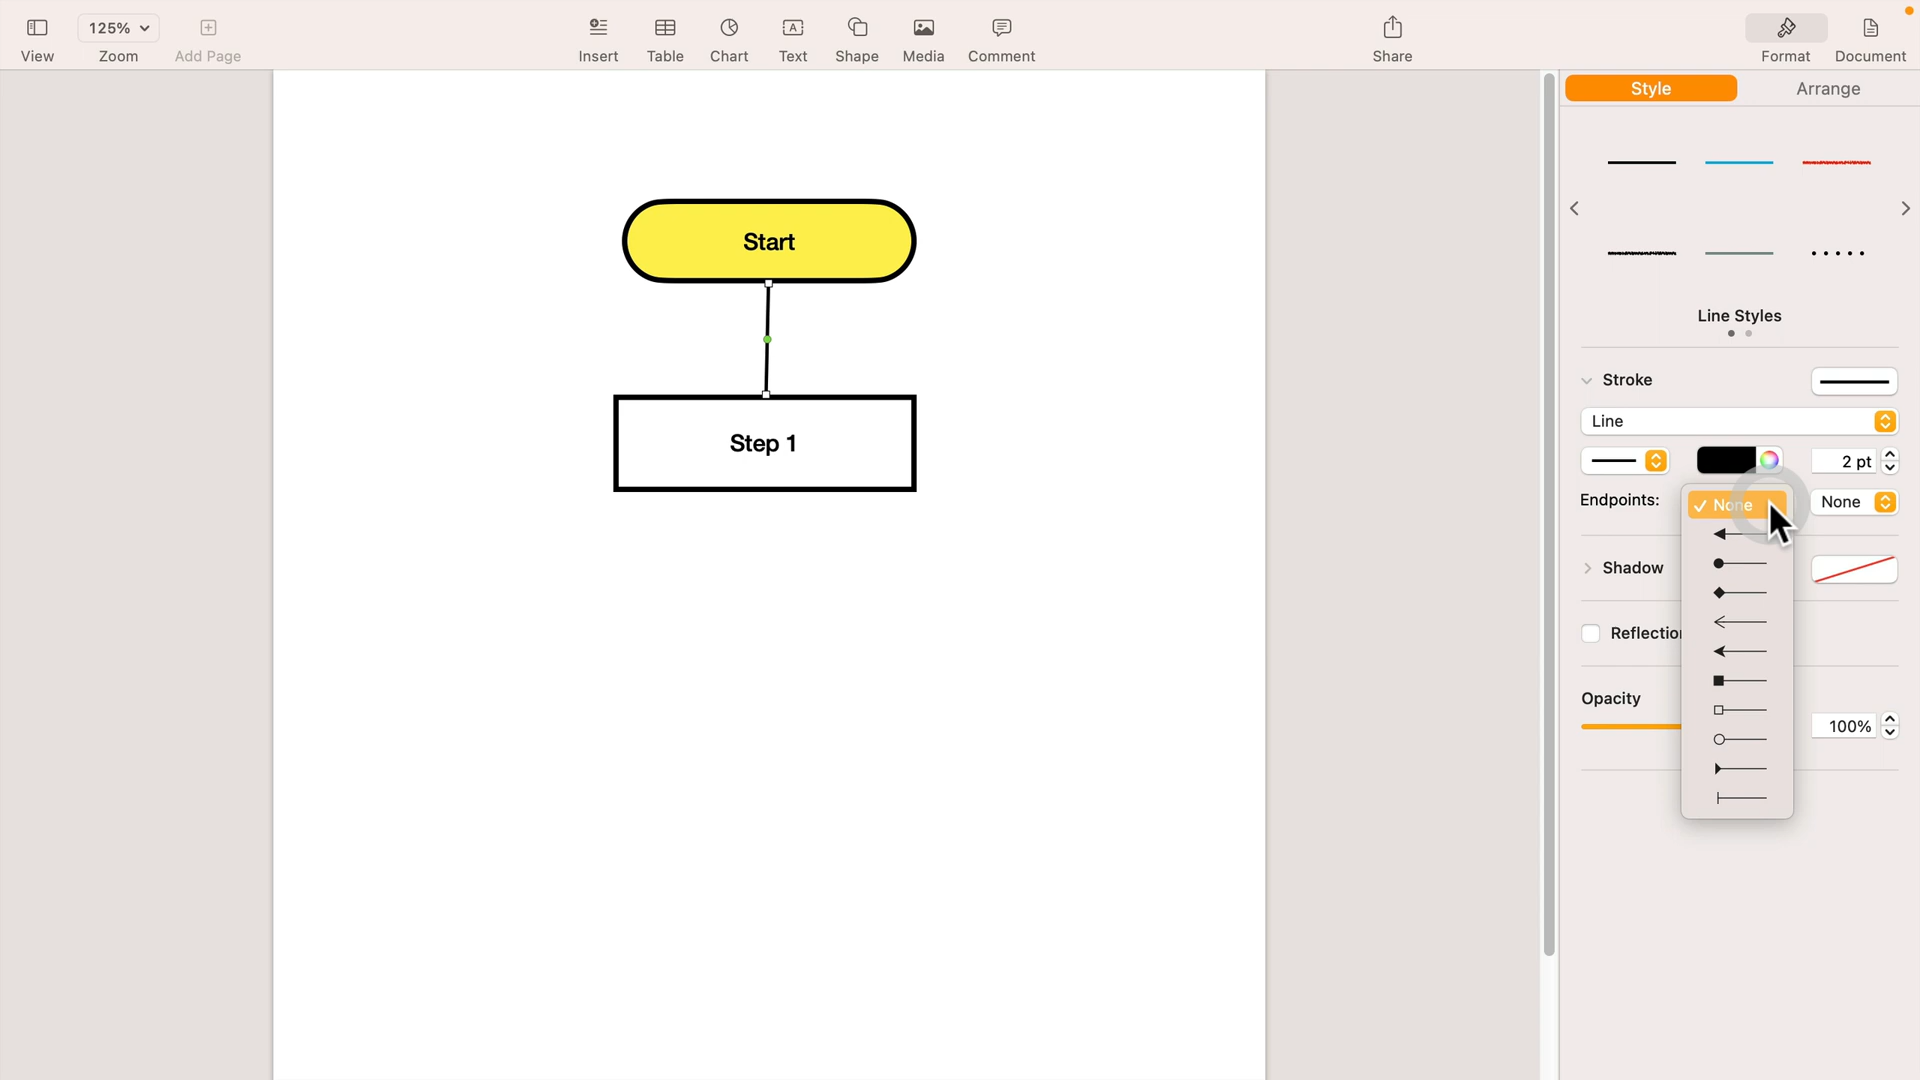 125%
View
Zoom
Add Page
Insert
Table
Chart
Text
Shape
Media
Comment
Share
Format
Document
Style
Arrange
Start
Step 1
Line Styles
Stroke
Line
2 pt
Endpoints:
None
None
Shadow
Reflection
Opacity
100%